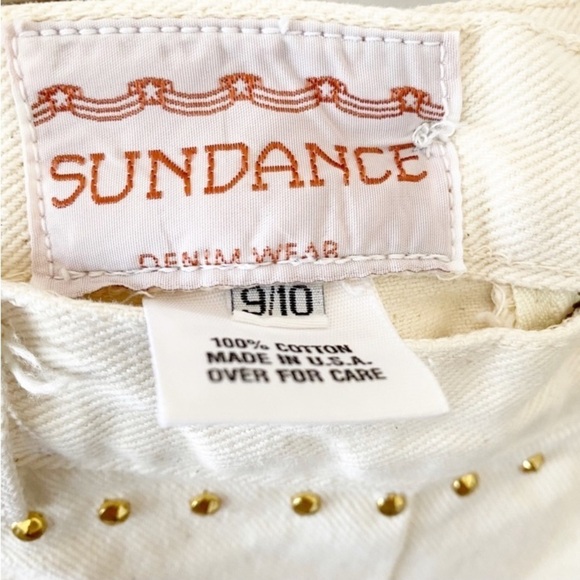 SUNDANCE
DENIM WEAR
9/10
100% COTTON
MADE IN U.S.A.
OVER FOR CARE